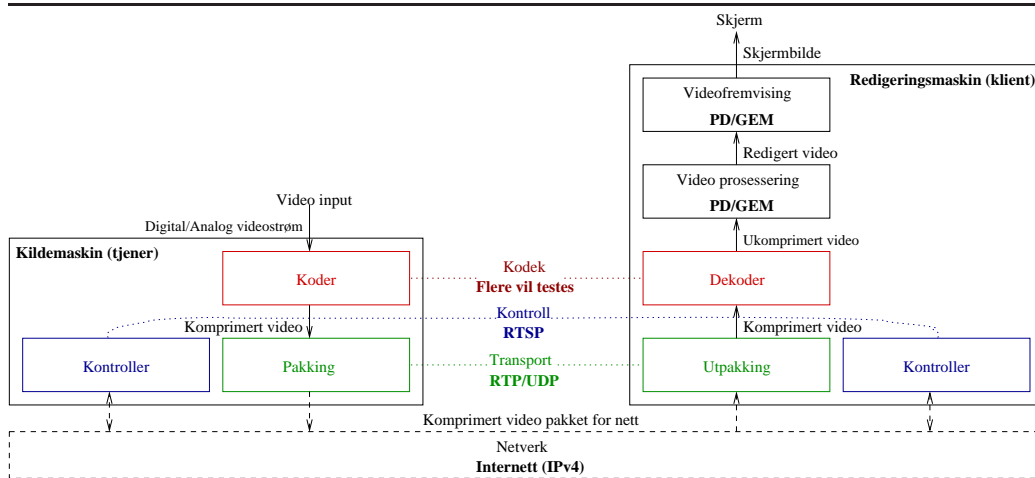 Skjerm
Skjermbilde
Redigeringsmaskin (klient)
Videofremvising
PD/GEM
Redigert video
Video prosessering
PD/GEM
Video input
Digital/Analog videostrøm
Ukomprimert video
Kildemaskin (tjener)
Koder
Kodek
Flere vil testes
Dekoder
Komprimert video
Kontroll
RTSP
Komprimert video
Kontroller
Pakking
Transport
RTP/UDP
Utpakking
Kontroller
Komprimert video pakket for nett
Netverk
Internett (IPv4)